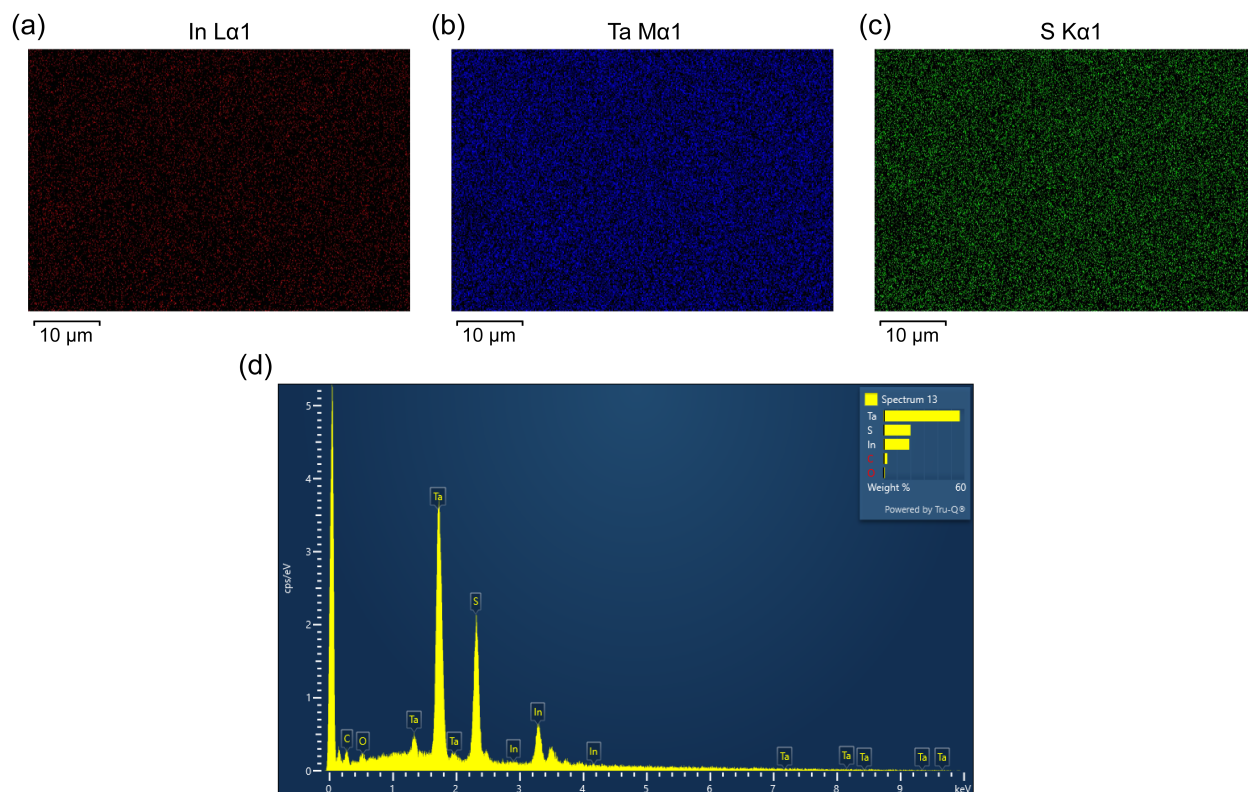 (a) In Lα1
(b) Ta Mα1
(c) S Kα1
10 µm
10 µm
10 µm
(d)
Spectrum 13
Ta
S
In
C
O
Weight % 60
Powered by Tru-Q®
cps/eV
5
4
3
2
1
0
C
O
Ta
Ta
Ta
S
In
In
In
Ta
Ta
Ta
Ta
Ta
0 1 2 3 4 5 6 7 8 9 keV